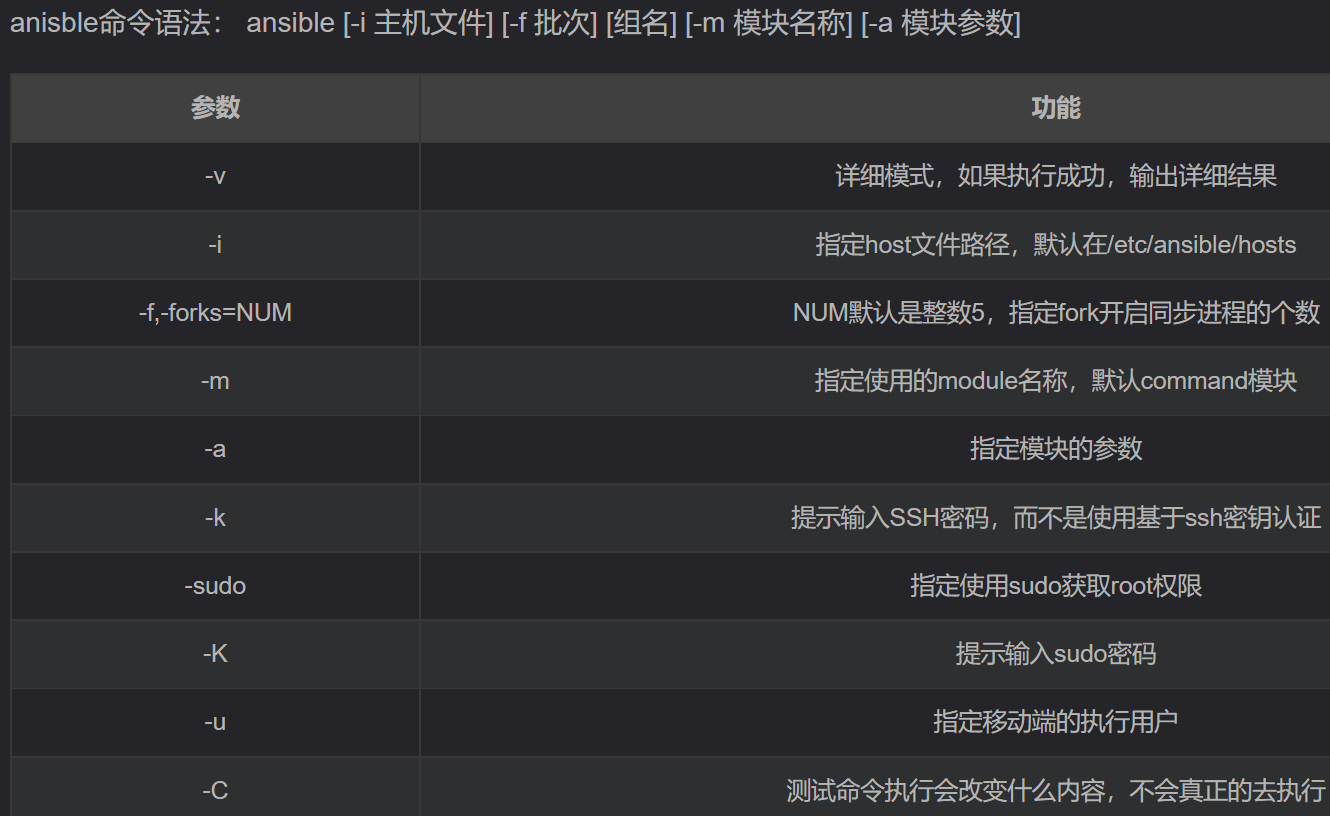 anisble命令语法： ansible [-i 主机文件] [-f 批次] [组名] [-m 模块名称] [-a 模块参数]
参数 功能
-v 详细模式，如果执行成功，输出详细结果
-i 指定host文件路径，默认在/etc/ansible/hosts
-f,-forks=NUM NUM默认是整数5，指定fork开启同步进程的个数
-m 指定使用的module名称，默认command模块
-a 指定模块的参数
-k 提示输入SSH密码，而不是使用基于ssh密钥认证
-sudo 指定使用sudo获取root权限
-K 提示输入sudo密码
-u 指定移动端的执行用户
-C 测试命令执行会改变什么内容，不会真正的去执行